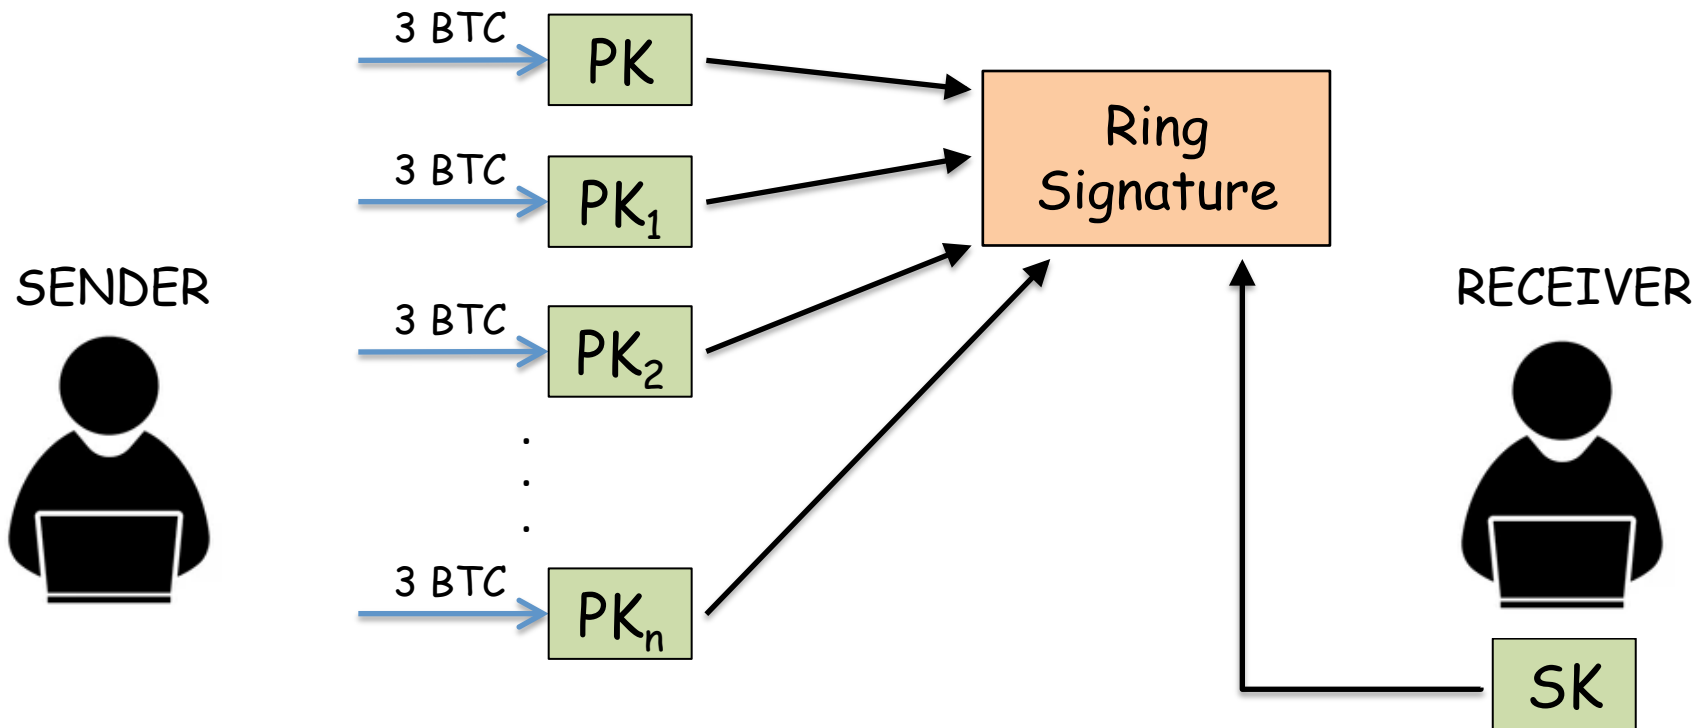 3 BTC
PK
Ring
Signature
3 BTC
PK₁
SENDER
RECEIVER
3 BTC
PK₂
.
.
.
3 BTC
PKₙ
SK